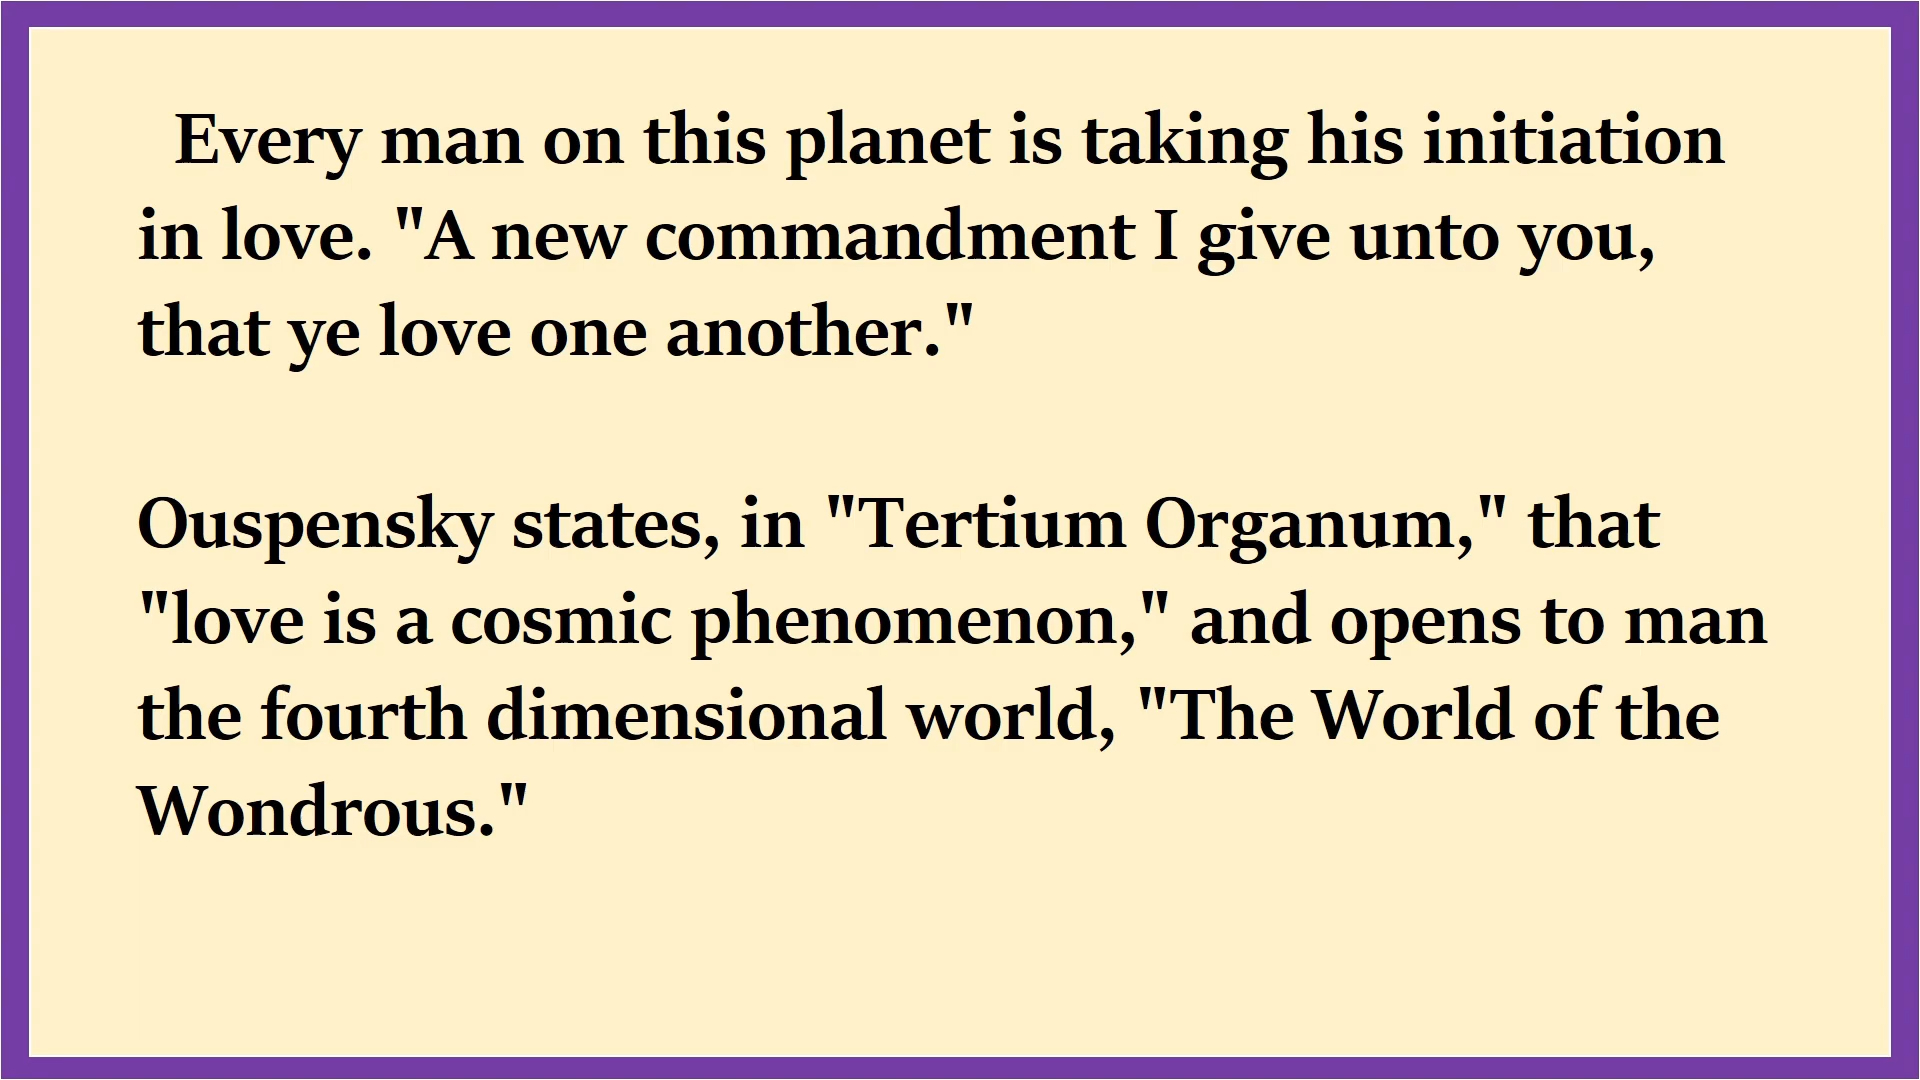 Every man on this planet is taking his initiation
in love. "A new commandment I give unto you,
that ye love one another."
Ouspensky states, in "Tertium Organum," that
"love is a cosmic phenomenon," and opens to man
the fourth dimensional world, "The World of the
Wondrous."